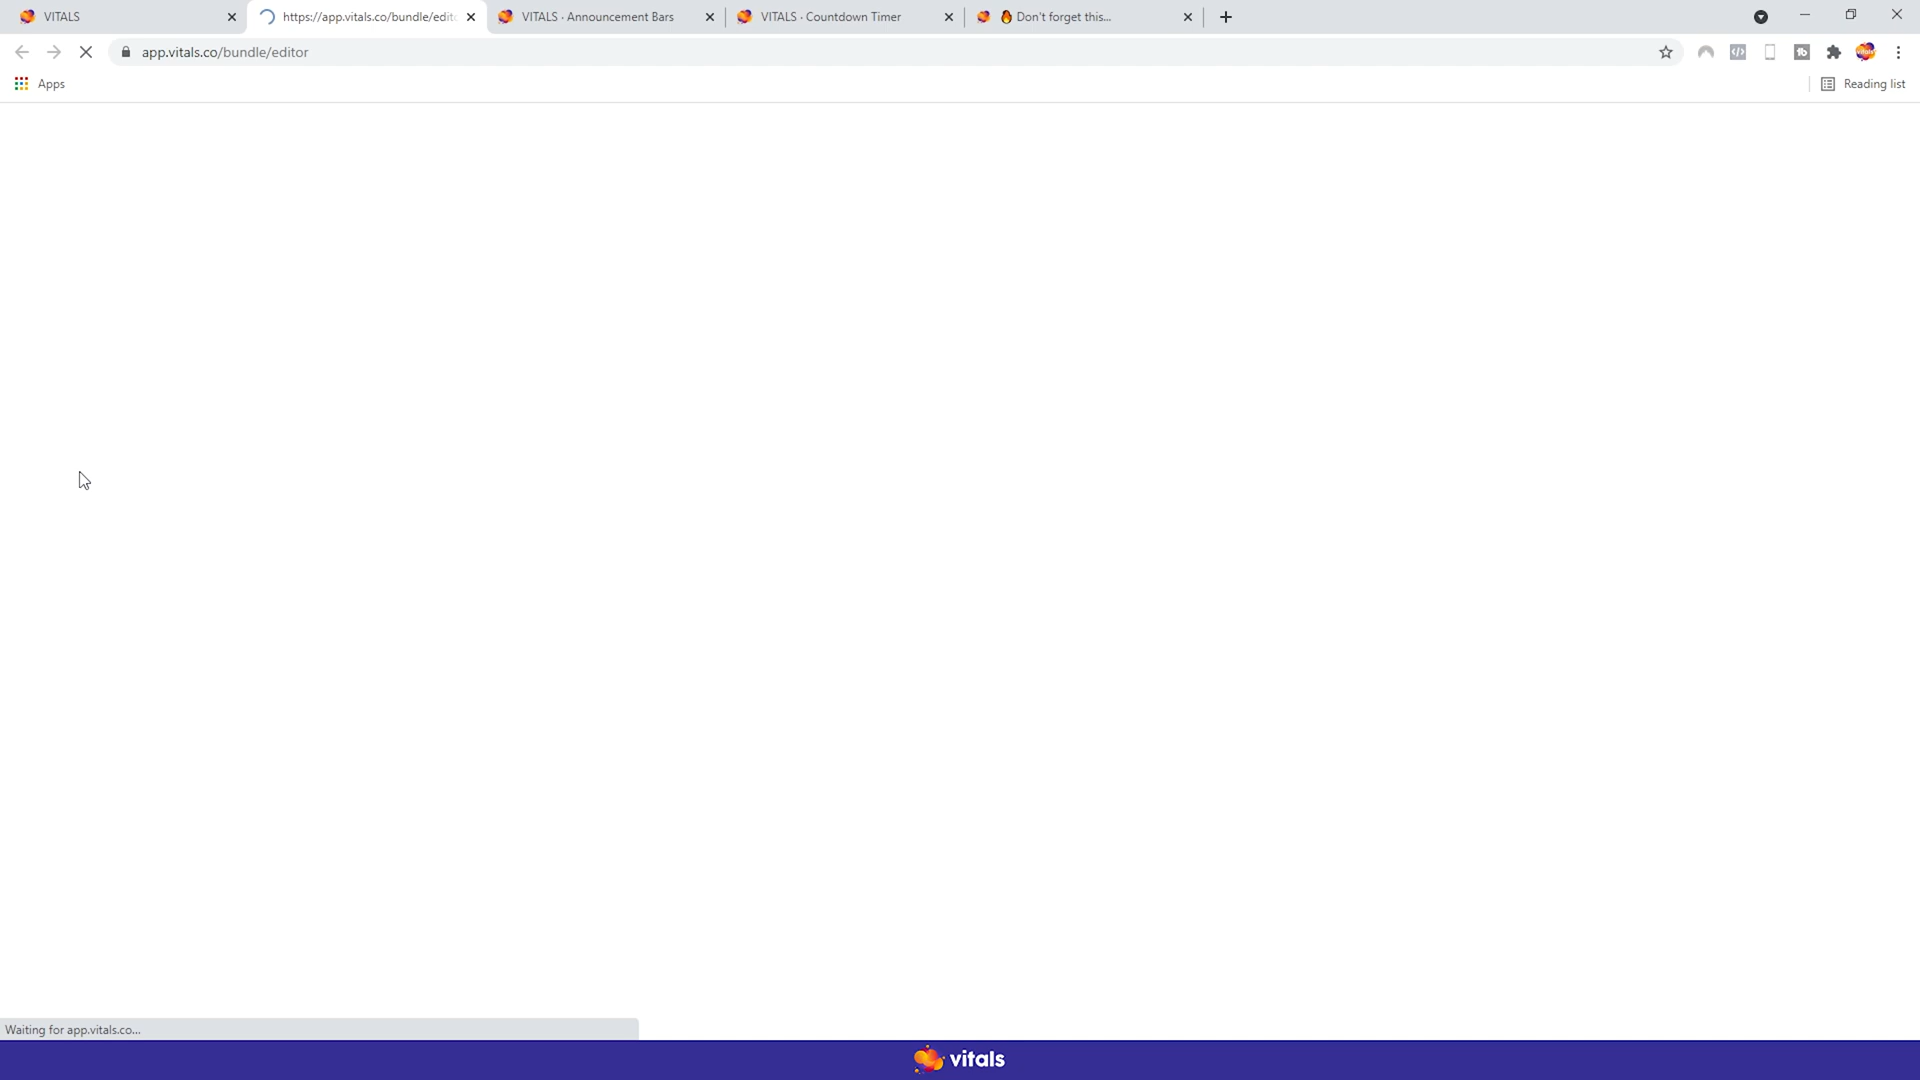 VITALS
https://app.vitals.co/bundle/edito
VITALS · Announcement Bars
VITALS · Countdown Timer
🔥 Don't forget this...
app.vitals.co/bundle/editor
Apps
Reading list
Waiting for app.vitals.co...
vitals